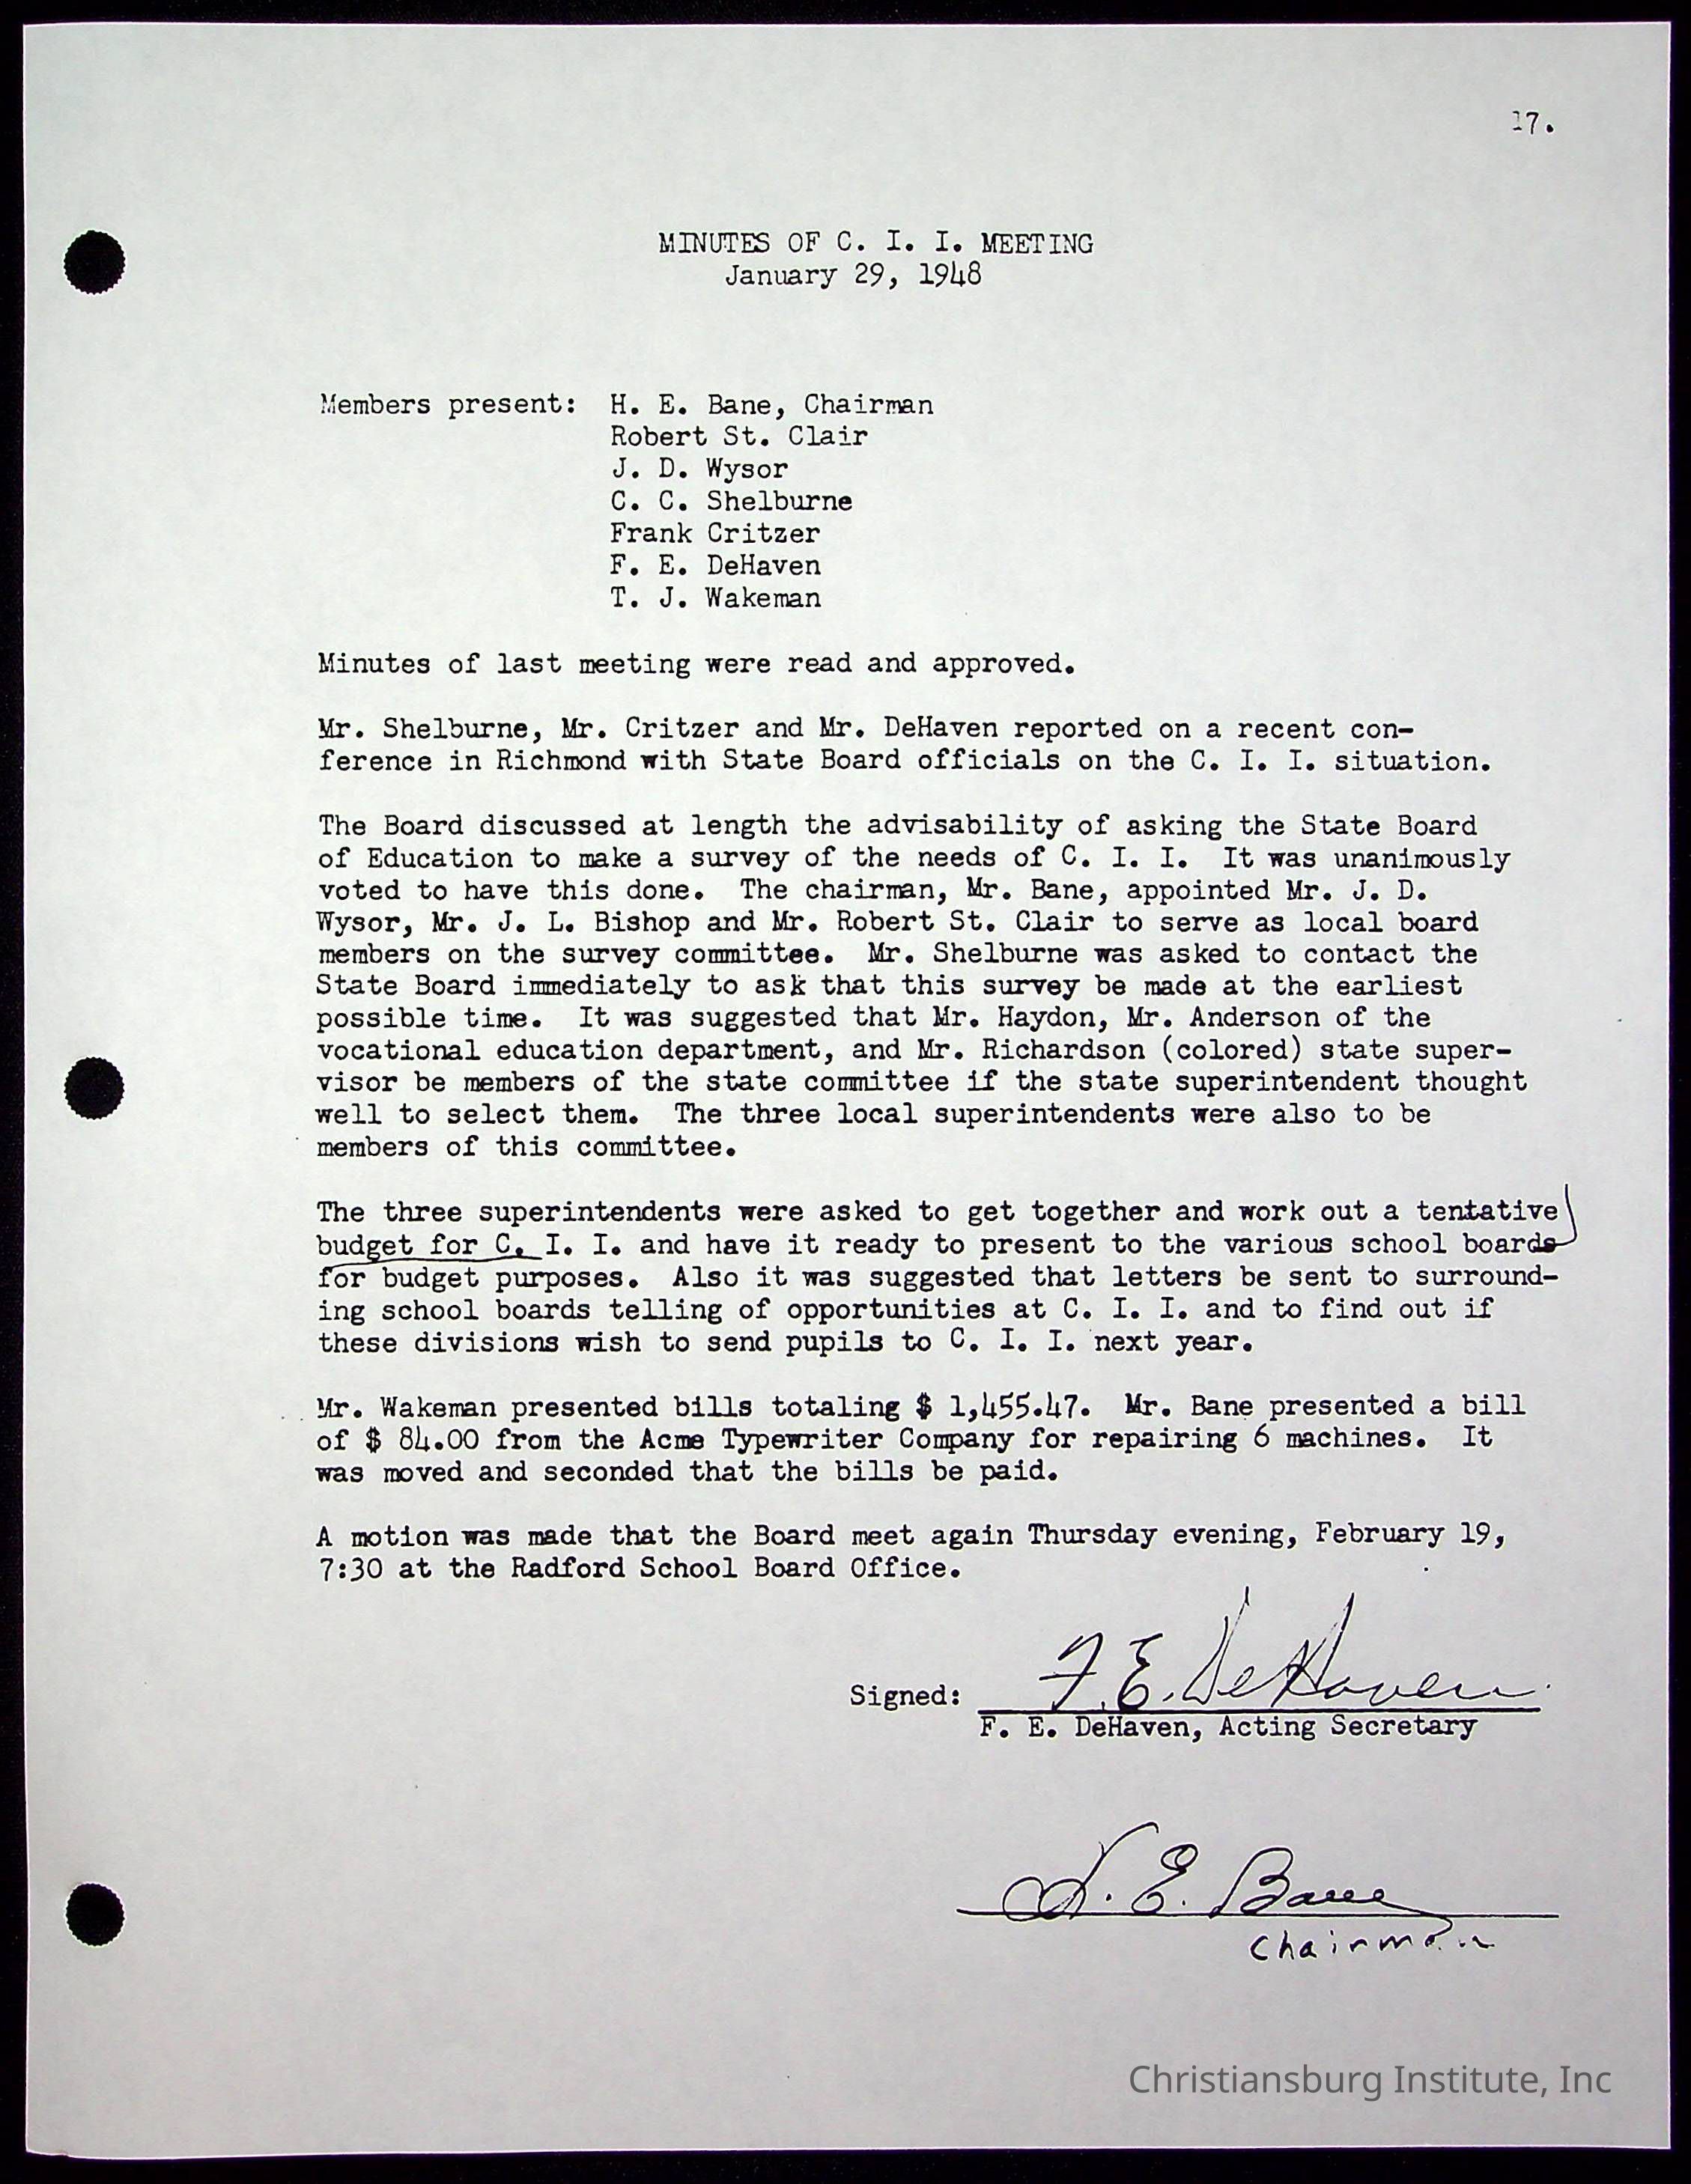 17.
MINUTES OF C. I. I. MEETING
January 29, 1948
Members present: H. E. Bane, Chairman
Robert St. Clair
J. D. Wysor
C. C. Shelburne
Frank Critzer
F. E. DeHaven
T. J. Wakeman
Minutes of last meeting were read and approved.
Mr. Shelburne, Mr. Critzer and Mr. DeHaven reported on a recent con-
ference in Richmond with State Board officials on the C. I. I. situation.
The Board discussed at length the advisability of asking the State Board
of Education to make a survey of the needs of C. I. I. It was unanimously
voted to have this done. The chairman, Mr. Bane, appointed Mr. J. D.
Wysor, Mr. J. L. Bishop and Mr. Robert St. Clair to serve as local board
members on the survey committee. Mr. Shelburne was asked to contact the
State Board immediately to ask that this survey be made at the earliest
possible time. It was suggested that Mr. Haydon, Mr. Anderson of the
vocational education department, and Mr. Richardson (colored) state super-
visor be members of the state committee if the state superintendent thought
well to select them. The three local superintendents were also to be
members of this committee.
The three superintendents were asked to get together and work out a tentative
budget for C. I. I. and have it ready to present to the various school boards
for budget purposes. Also it was suggested that letters be sent to surround-
ing school boards telling of opportunities at C. I. I. and to find out if
these divisions wish to send pupils to C. I. I. next year.
Mr. Wakeman presented bills totaling $ 1,455.47. Mr. Bane presented a bill
of $ 84.00 from the Acme Typewriter Company for repairing 6 machines. It
was moved and seconded that the bills be paid.
A motion was made that the Board meet again Thursday evening, February 19,
7:30 at the Radford School Board Office.
Signed: F. E. DeHaven
F. E. DeHaven, Acting Secretary
H. E. Bane
Chairman
Christiansburg Institute, Inc